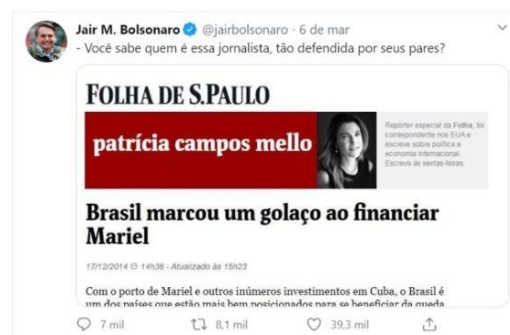 Jair M. Bolsonaro @jairbolsonaro · 6 de mar
- Você sabe quem é essa jornalista, tão defendida por seus pares?
FOLHA DE S.PAULO
patrícia campos mello
Repórter especial da Folha, foi
correspondente nos EUA e
escreve sobre política e
economia internacional.
Escreve às sextas-feiras.
Brasil marcou um golaço ao financiar
Mariel
17/12/2014 14h36 - Atualizado às 15h23
Com o porto de Mariel e outros inúmeros investimentos em Cuba, o Brasil é
um dos países que estão mais bem posicionados para se beneficiar da queda
7 mil 8,1 mil 39,3 mil